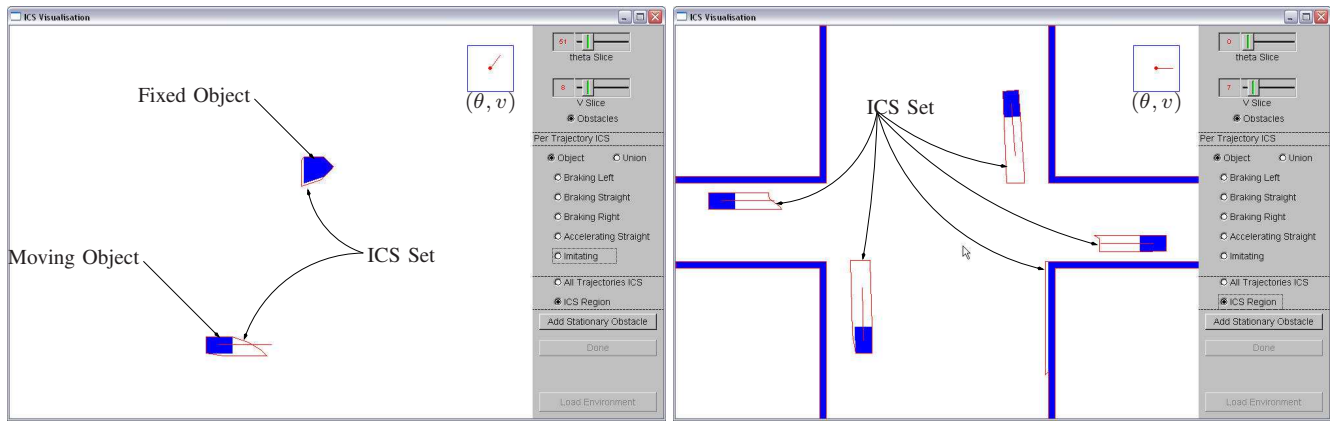 ICS Visualisation
Fixed Object
Moving Object
ICS Set
(θ, v)
51
theta Slice
8
V Slice
Obstacles
Per Trajectory ICS
Object Union
Braking Left
Braking Straight
Braking Right
Accelerating Straight
Imitating
All Trajectories ICS
ICS Region
Add Stationary Obstacle
Done
Load Environment
ICS Visualisation
ICS Set
(θ, v)
0
theta Slice
7
V Slice
Obstacles
Per Trajectory ICS
Object Union
Braking Left
Braking Straight
Braking Right
Accelerating Straight
Imitating
All Trajectories ICS
ICS Region
Add Stationary Obstacle
Done
Load Environment